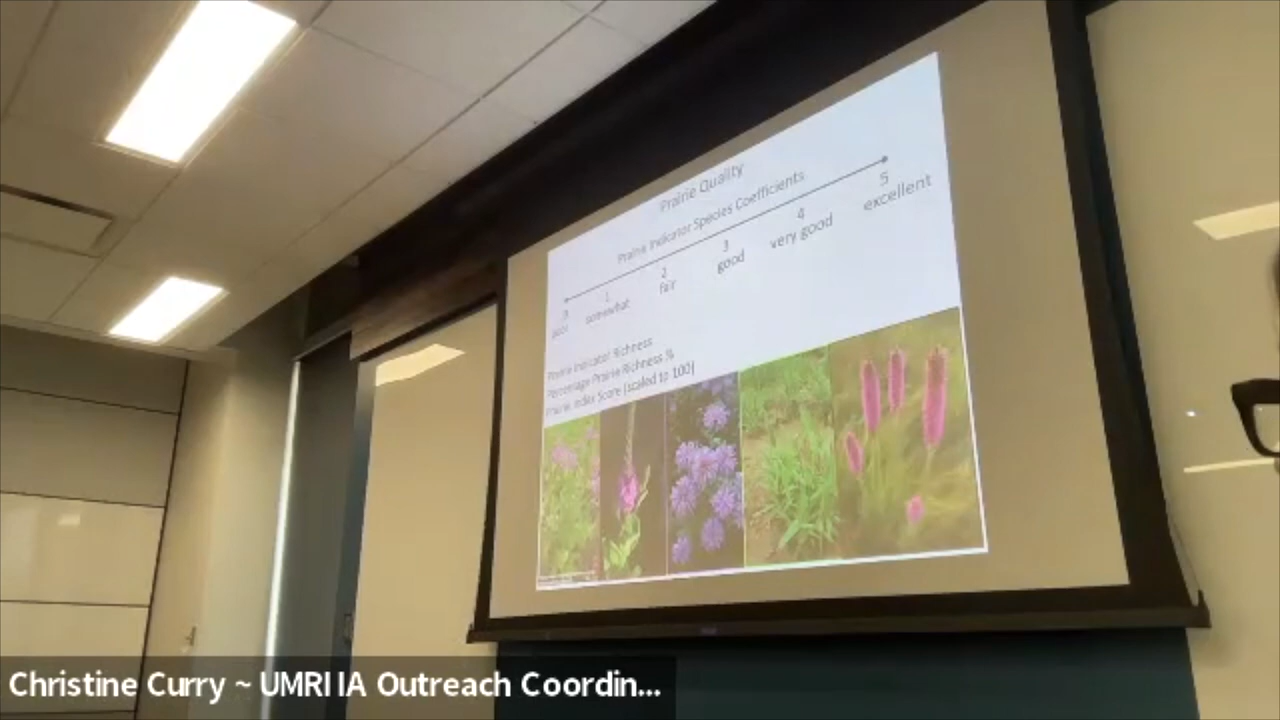 Prairie Quality
Prairie Indicator Species Coefficients
0 1 2 3 4 5
poor somewhat fair good very good excellent
Prairie Indicator Richness
Percentage Prairie Richness %
Prairie Index Score (scaled to 100)
Christine Curry ~ UMRI IA Outreach Coordin...